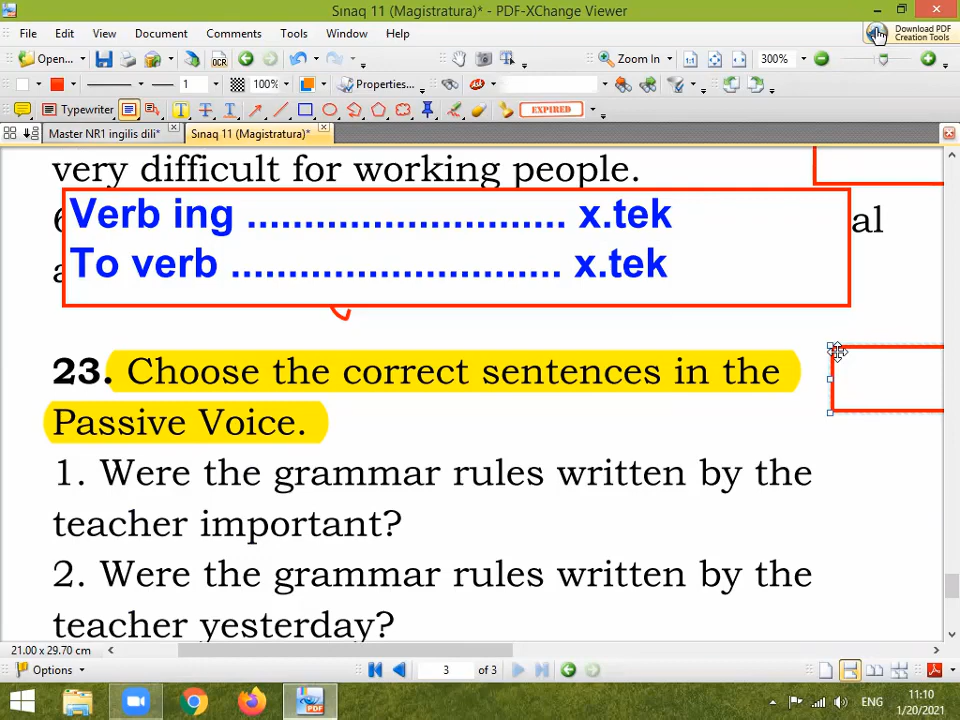 Sınaq 11 (Magistratura)* - PDF-XChange Viewer
File Edit View Document Comments Tools Window Help
Download PDF
Creation Tools
Open... OCR Zoom In 300%
1 100% Properties...
Typewriter T T T EXPIRED
Master NR1 ingilis dili* Sınaq 11 (Magistratura)*
very difficult for working people.
Verb ing ............................ x.tek
al
To verb ............................. x.tek
23. Choose the correct sentences in the
Passive Voice.
1. Were the grammar rules written by the
teacher important?
2. Were the grammar rules written by the
teacher yesterday?
21.00 x 29.70 cm
Options 3 of 3
ENG 11:10
1/20/2021